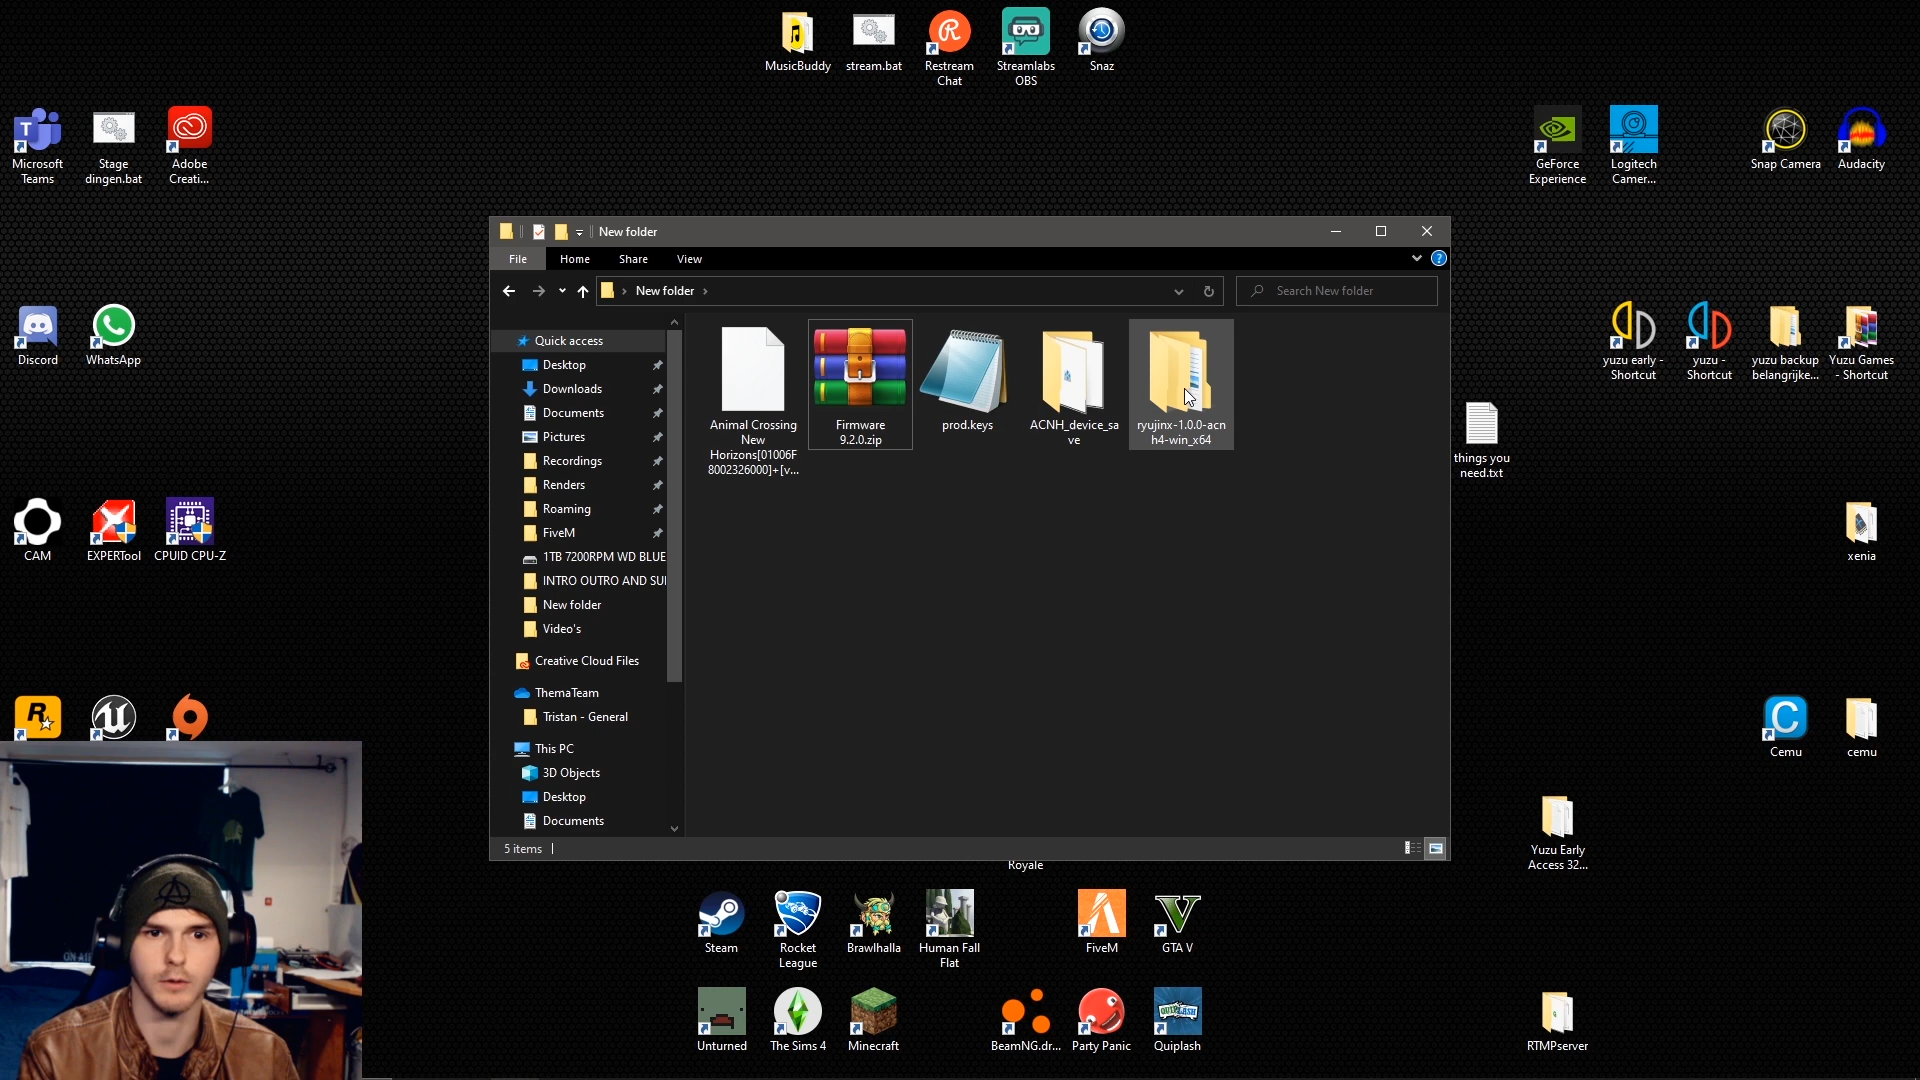 MusicBuddy
stream.bat
Restream
Chat
Streamlabs
OBS
Snaz
Microsoft
Teams
Stage
dingen.bat
Adobe
Creati...
GeForce
Experience
Logitech
Camer...
Snap Camera
Audacity
New folder
File
Home
Share
View
New folder
Search New folder
Quick access
Desktop
Downloads
Documents
Pictures
Recordings
Renders
Roaming
FiveM
1TB 7200RPM WD BLUE
INTRO OUTRO AND SU
New folder
Video's
Creative Cloud Files
ThemaTeam
Tristan - General
This PC
3D Objects
Desktop
Documents
Animal Crossing
New
Horizons[01006F
8002326000]+[v...
Firmware
9.2.0.zip
prod.keys
ACNH_device_sa
ve
ryujinx-1.0.0-acn
h4-win_x64
5 items
Discord
WhatsApp
yuzu early -
Shortcut
yuzu -
Shortcut
yuzu backup
belangrijke...
Yuzu Games
- Shortcut
things you
need.txt
CAM
EXPERTool
CPUID CPU-Z
xenia
Cemu
cemu
Yuzu Early
Access 32...
Royale
Steam
Rocket
League
Brawlhalla
Human Fall
Flat
FiveM
GTA V
Unturned
The Sims 4
Minecraft
BeamNG.dr...
Party Panic
Quiplash
RTMPserver
ON AIR